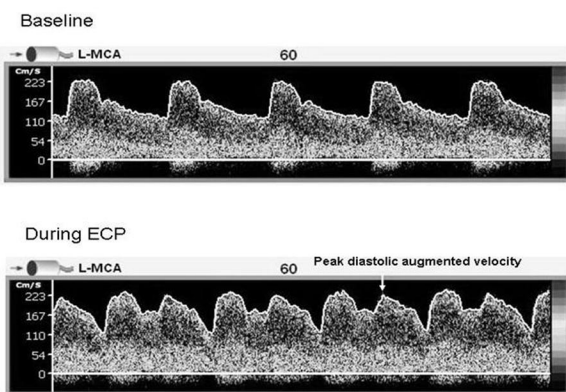 Baseline
L-MCA 60
Cm/S
223
167
110
54
0
During ECP
L-MCA 60 Peak diastolic augmented velocity
Cm/S
223
167
110
54
0